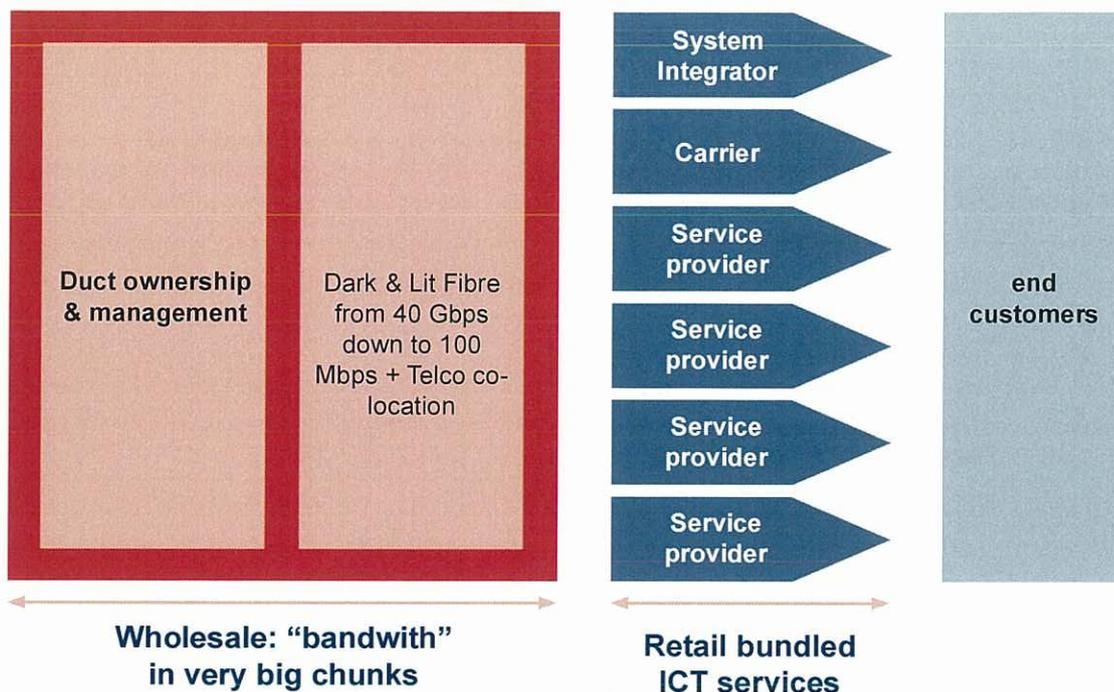 Duct ownership
& management
Dark & Lit Fibre
from 40 Gbps
down to 100
Mbps + Telco co-
location
System
Integrator
Carrier
Service
provider
Service
provider
Service
provider
Service
provider
end
customers
Wholesale: “bandwith”
in very big chunks
Retail bundled
ICT services